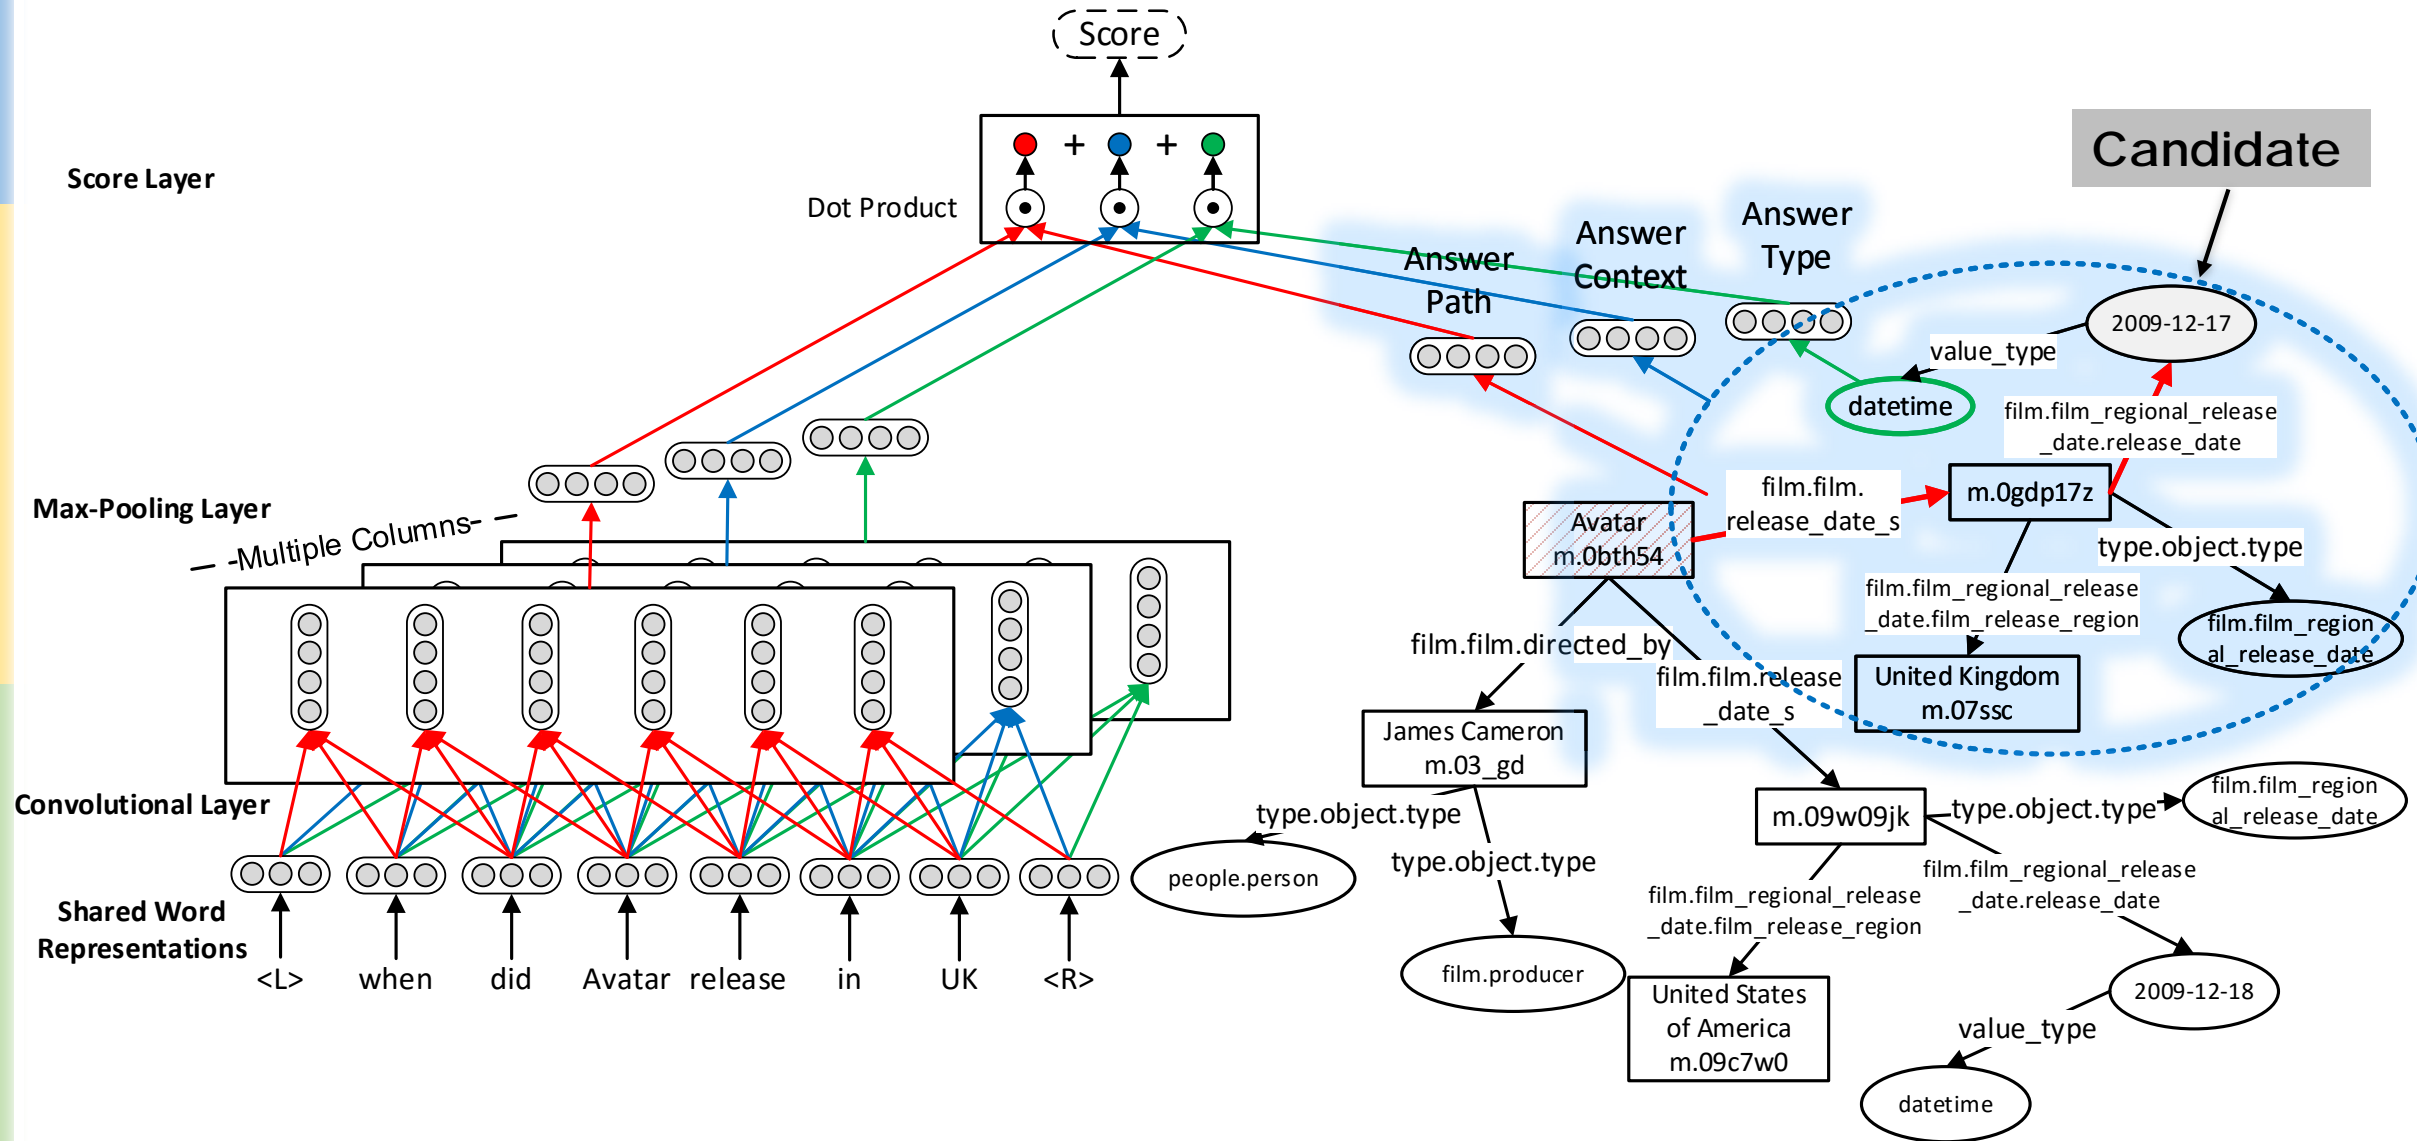 Score
Score Layer
+
+
Dot Product
Candidate
Answer
Path
Answer
Context
Answer
Type
2009-12-17
value_type
datetime
film.film_regional_release
_date.release_date
Max-Pooling Layer
Multiple Columns
film.film.
release_date_s
m.0gdp17z
Avatar
m.0bth54
type.object.type
film.film_regional_release
_date.film_release_region
film.film_region
al_release_date
film.film.directed_by
film.film.release
_date_s
United Kingdom
m.07ssc
James Cameron
m.03_gd
Convolutional Layer
type.object.type
m.09w09jk
type.object.type
film.film_region
al_release_date
type.object.type
people.person
film.film_regional_release
_date.film_release_region
film.film_regional_release
_date.release_date
Shared Word
Representations
<L>
when
did
Avatar
release
in
UK
<R>
film.producer
United States
of America
m.09c7w0
2009-12-18
value_type
datetime